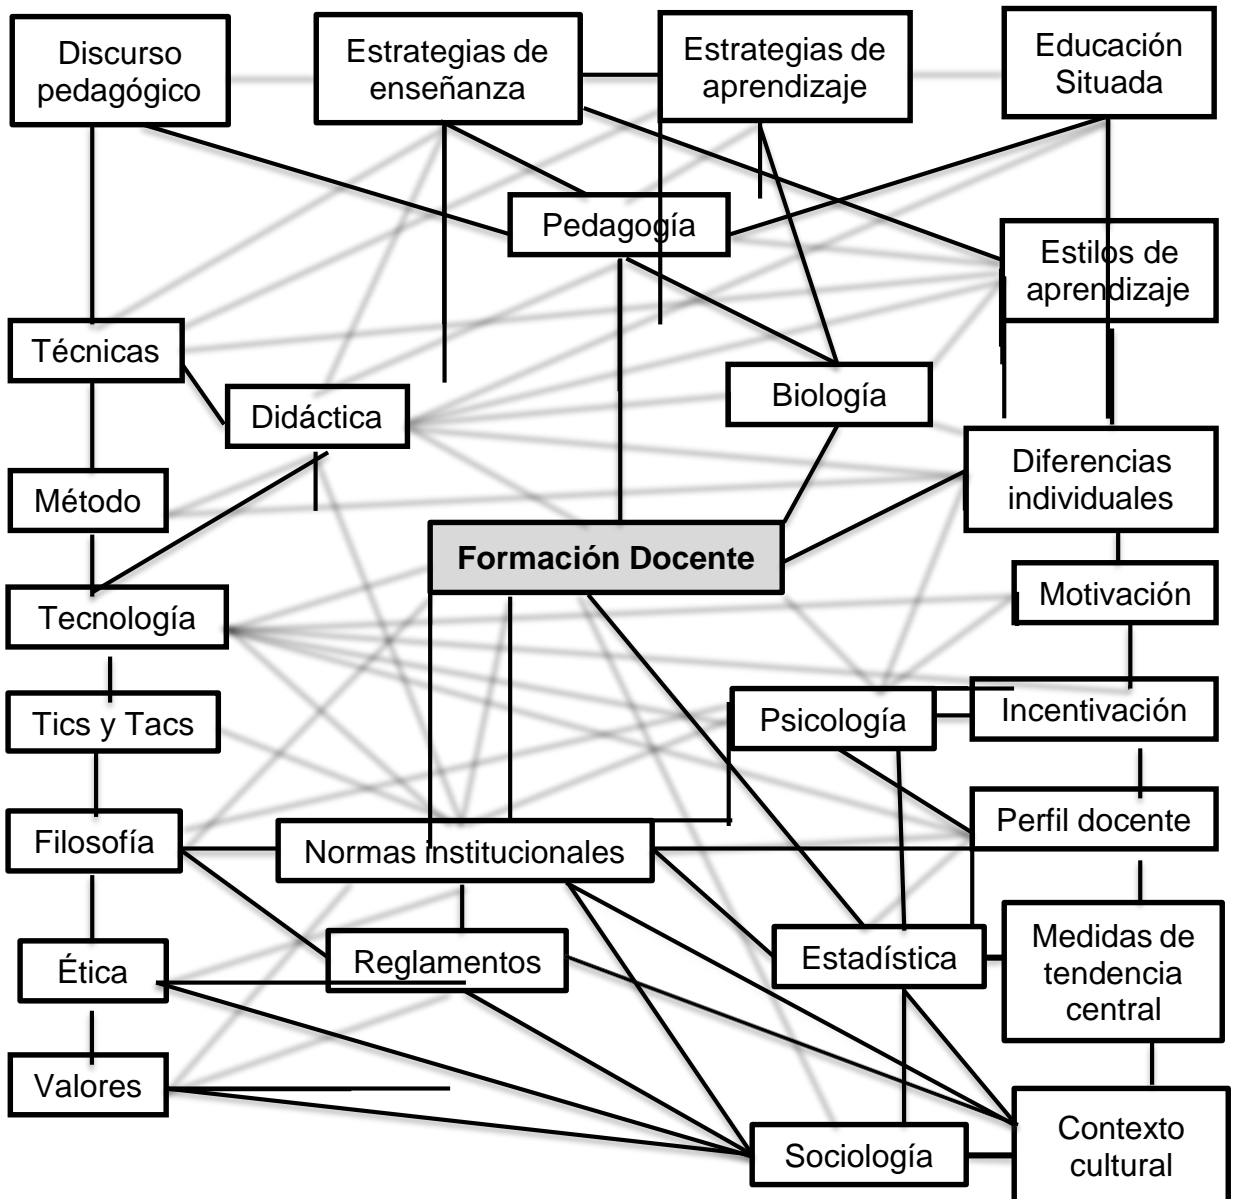 Discurso
pedagógico
Estrategias de
enseñanza
Estrategias de
aprendizaje
Educación
Situada
Pedagogía
Estilos de
aprendizaje
Técnicas
Didáctica
Biología
Diferencias
individuales
Método
Formación Docente
Motivación
Tecnología
Tics y Tacs
Psicología
Incentivación
Filosofía
Normas institucionales
Perfil docente
Ética
Reglamentos
Estadística
Medidas de
tendencia
central
Valores
Sociología
Contexto
cultural